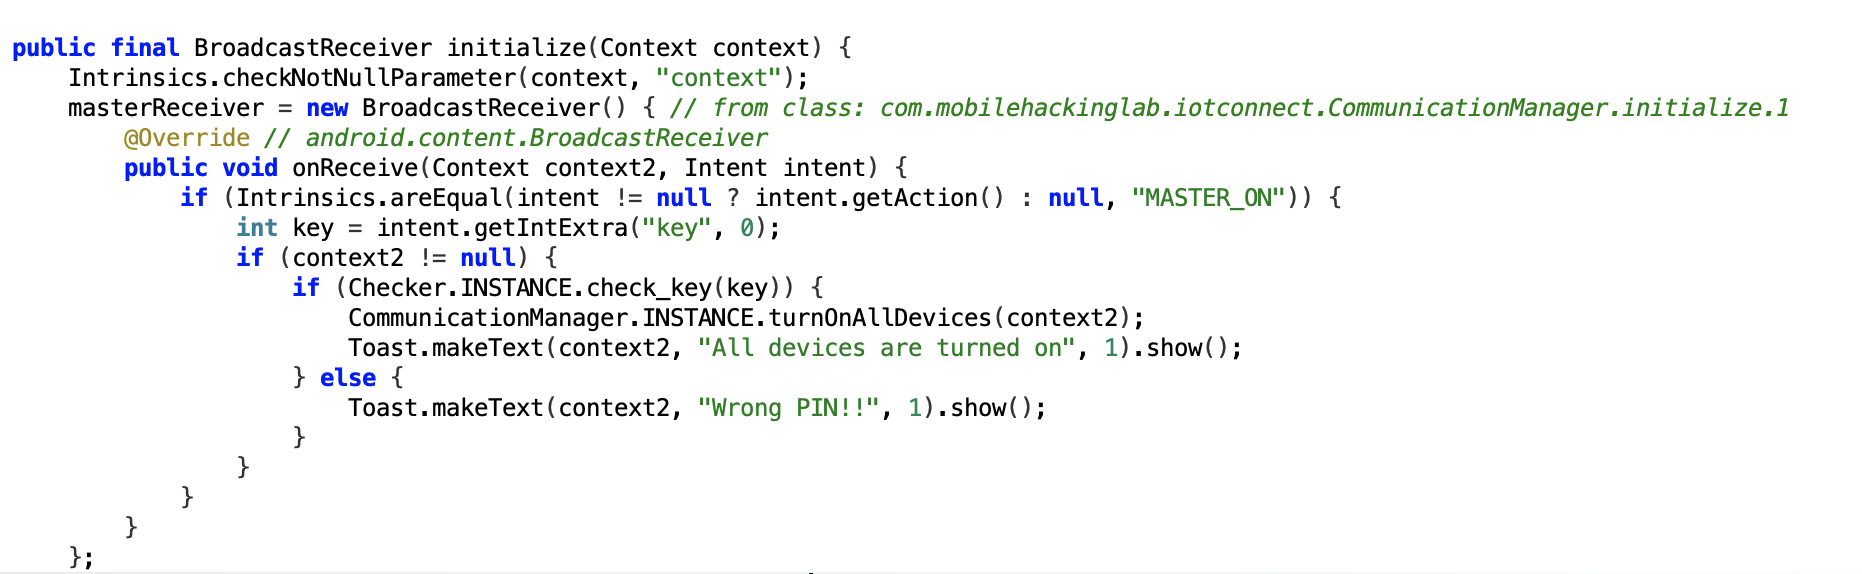 public final BroadcastReceiver initialize(Context context) {
    Intrinsics.checkNotNullParameter(context, "context");
    masterReceiver = new BroadcastReceiver() { // from class: com.mobilehackinglab.iotconnect.CommunicationManager.initialize.1
        @Override // android.content.BroadcastReceiver
        public void onReceive(Context context2, Intent intent) {
            if (Intrinsics.areEqual(intent != null ? intent.getAction() : null, "MASTER_ON")) {
                int key = intent.getIntExtra("key", 0);
                if (context2 != null) {
                    if (Checker.INSTANCE.check_key(key)) {
                        CommunicationManager.INSTANCE.turnOnAllDevices(context2);
                        Toast.makeText(context2, "All devices are turned on", 1).show();
                    } else {
                        Toast.makeText(context2, "Wrong PIN!!", 1).show();
                    }
                }
            }
        }
    };